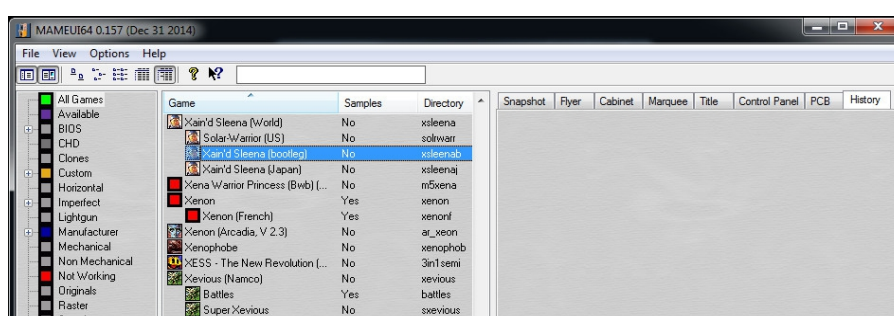 MAMEUI64 0.157 (Dec 31 2014)
File View Options Help
All Games
Available
BIOS
CHD
Clones
Custom
Horizontal
Imperfect
Lightgun
Manufacturer
Mechanical
Non Mechanical
Not Working
Originals
Raster
Game Samples Directory
Xain'd Sleena (World) No xsleena
Solar-Warrior (US) No solrwarr
Xain'd Sleena (bootleg) No xsleenab
Xain'd Sleena (Japan) No xsleenaj
Xena Warrior Princess (Bwb) (... No m5xena
Xenon Yes xenon
Xenon (French) Yes xenonf
Xenon (Arcadia, V 2.3) No ar_xeon
Xenophobe No xenophob
XESS - The New Revolution (... No 3in1semi
Xevious (Namco) No xevious
Battles Yes battles
Super Xevious No sxevious
Snapshot Flyer Cabinet Marquee Title Control Panel PCB History